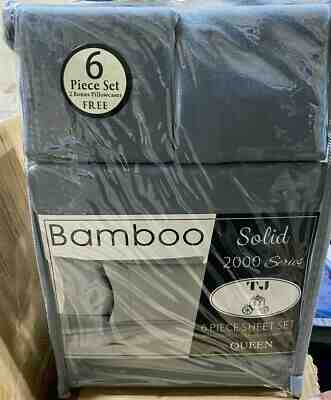 6
Piece Set
2 Bonus Pillowcases
FREE
Bamboo
Solid
2000 Series
TJ
6 PIECE SHEET SET
QUEEN